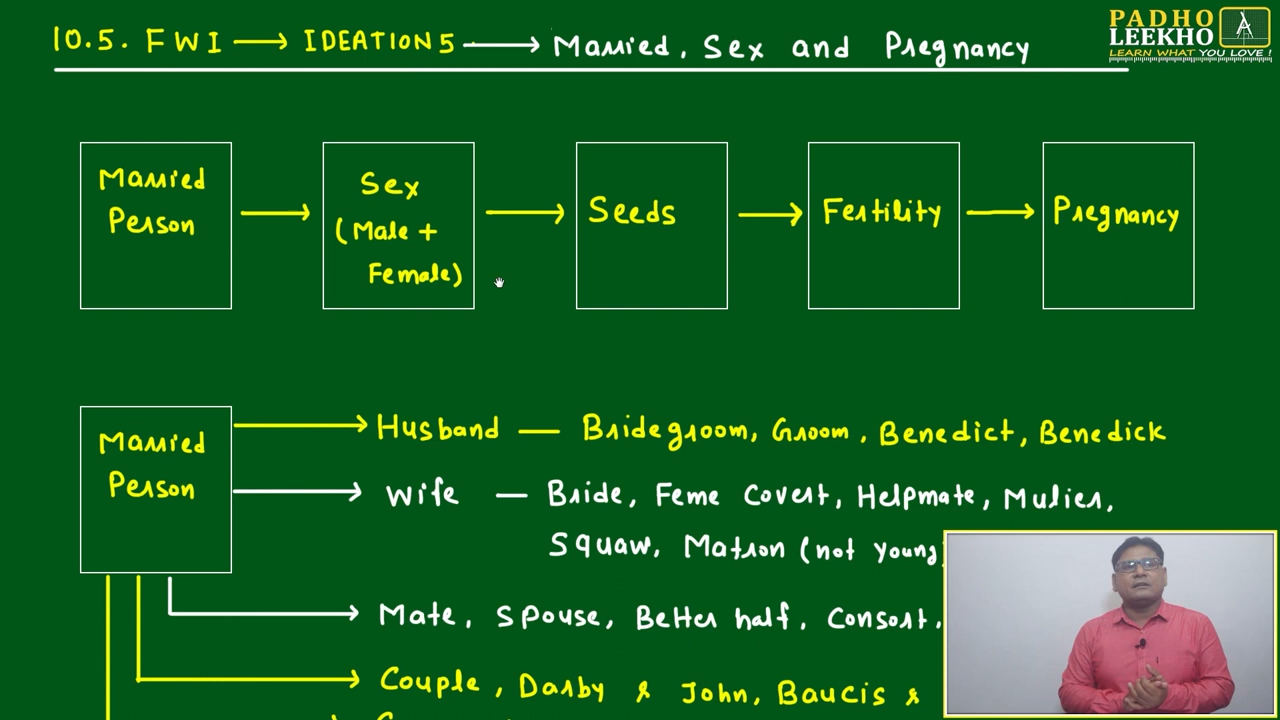 10.5. FWI → IDEATION 5 → Married, Sex and Pregnancy
PADHO
LEEKHO
LEARN WHAT YOU LOVE !
Married
Person
Sex
(Male +
Female)
Seeds
Fertility
Pregnancy
Married
Person
Husband — Bridegroom, Groom, Benedict, Benedick
Wife — Bride, Feme Covert, Helpmate, Mulier,
Squaw, Matron (not young)
Mate, Spouse, Better half, Consort,
Couple, Darby & John, Baucis &